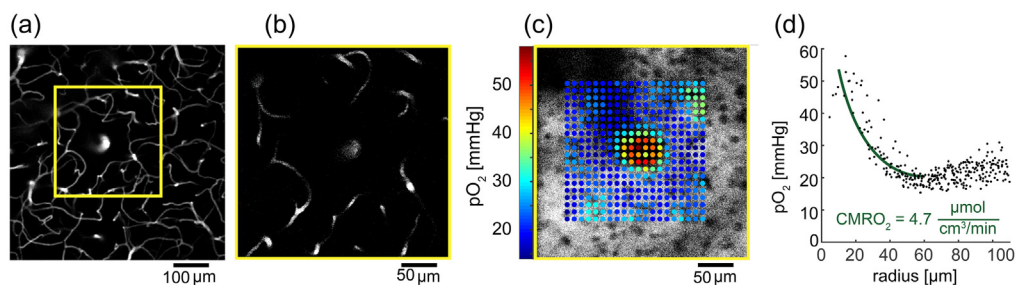 (a)
(b)
(c)
(d)
100 µm
50 µm
pO₂ [mmHg]
50
40
30
20
50 µm
pO₂ [mmHg]
60
50
40
30
20
10
0
CMRO₂ = 4.7 µmol
cm³/min
0 20 40 60 80 100
radius [µm]